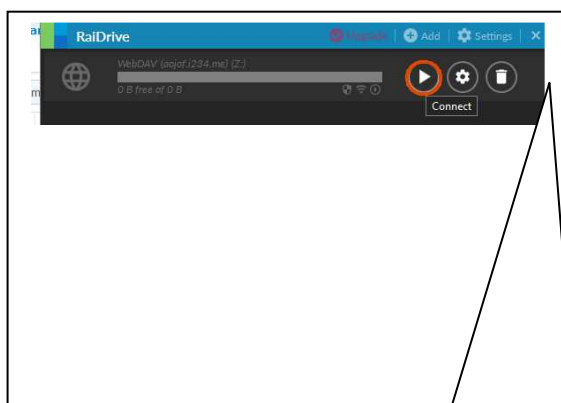 RaiDrive Upgrade Add Settings
WebDAV (aojof.i234.me) (Z:)
0 B free of 0 B
Connect